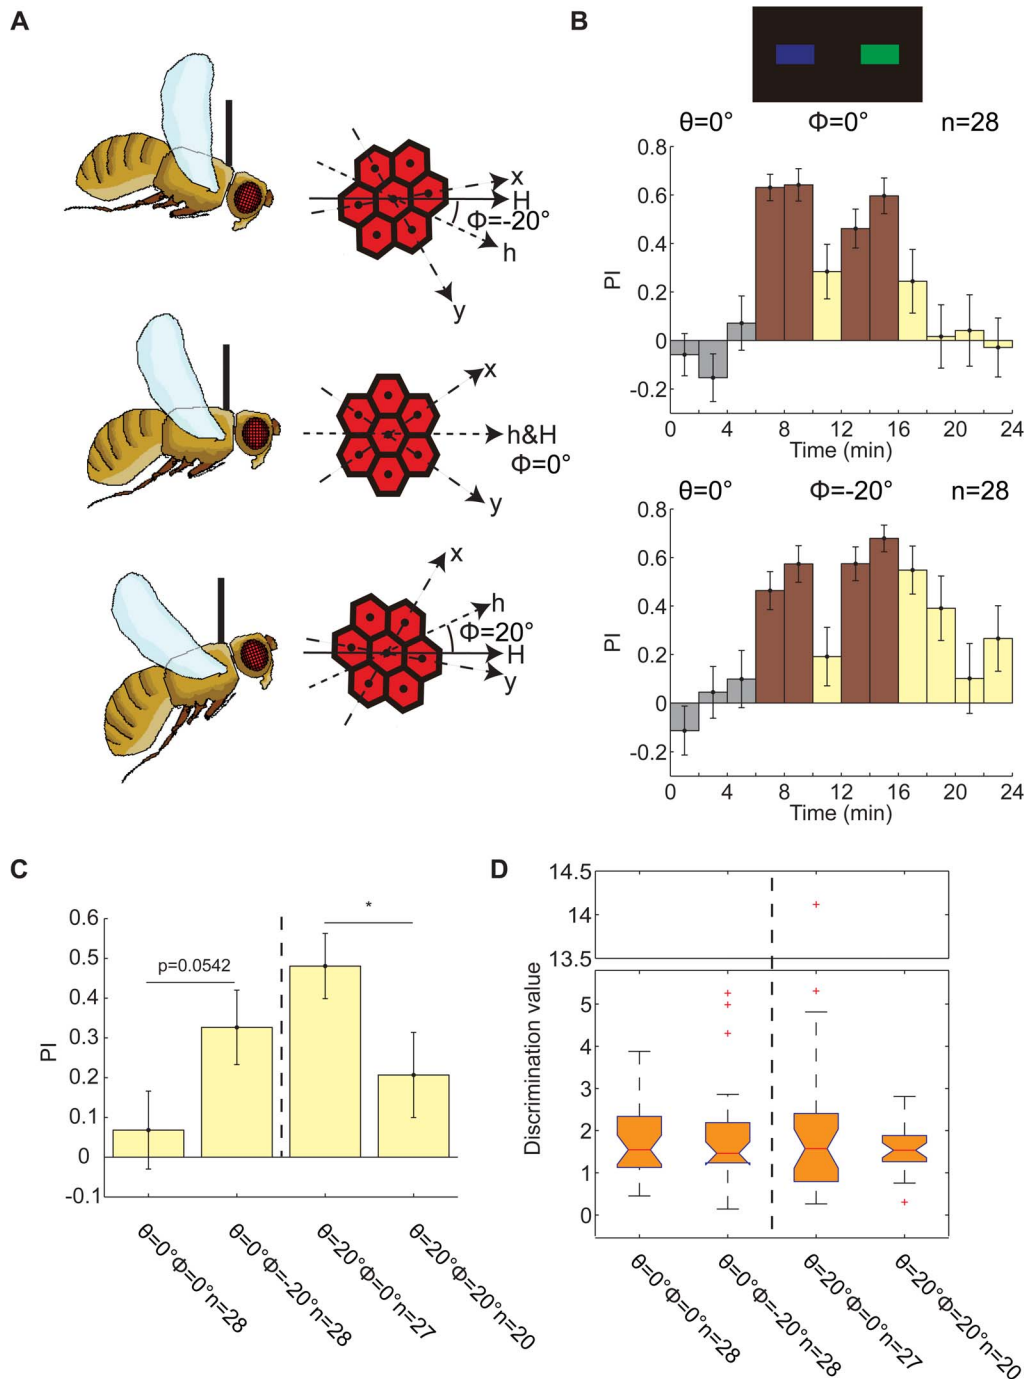 A
x
H
Φ=-20°
h
y
x
h&H
Φ=0°
y
x
h
Φ=20°
H
y
B
θ=0° Φ=0° n=28
0.8
0.6
0.4
0.2
0
-0.2
PI
0 4 8 12 16 20 24
Time (min)
θ=0° Φ=-20° n=28
0.8
0.6
0.4
0.2
0
-0.2
PI
0 4 8 12 16 20 24
Time (min)
C
0.6
0.5
0.4
0.3
0.2
0.1
0
-0.1
PI
p=0.0542
*
θ=0°Φ=0°n=28
θ=0°Φ=-20°n=28
θ=20°Φ=0°n=27
θ=20°Φ=20°n=20
D
14.5
14
13.5
5
4
3
2
1
0
Discrimination value
θ=0°Φ=0°n=28
θ=0°Φ=-20°n=28
θ=20°Φ=0°n=27
θ=20°Φ=20°n=20